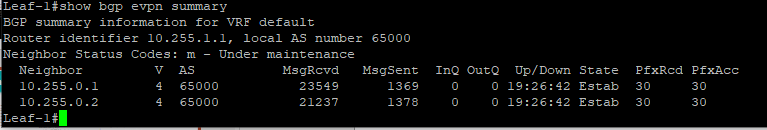 Leaf-1#show bgp evpn summary
BGP summary information for VRF default
Router identifier 10.255.1.1, local AS number 65000
Neighbor Status Codes: m - Under maintenance
  Neighbor         V  AS           MsgRcvd   MsgSent  InQ OutQ  Up/Down State   PfxRcd PfxAcc
  10.255.0.1       4  65000          23549      1369    0    0 19:26:42 Estab   30     30
  10.255.0.2       4  65000          21237      1378    0    0 19:26:42 Estab   30     30
Leaf-1#